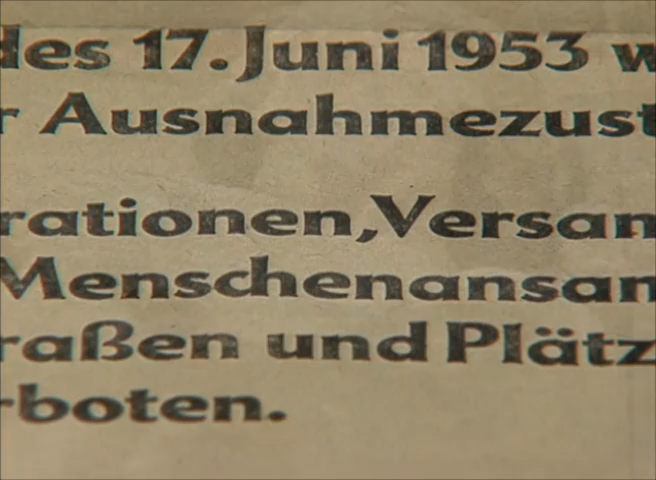 des 17. Juni 1953 w
r Ausnahmezust
rationen, Versam
Menschenansam
raßen und Plätz
rboten.